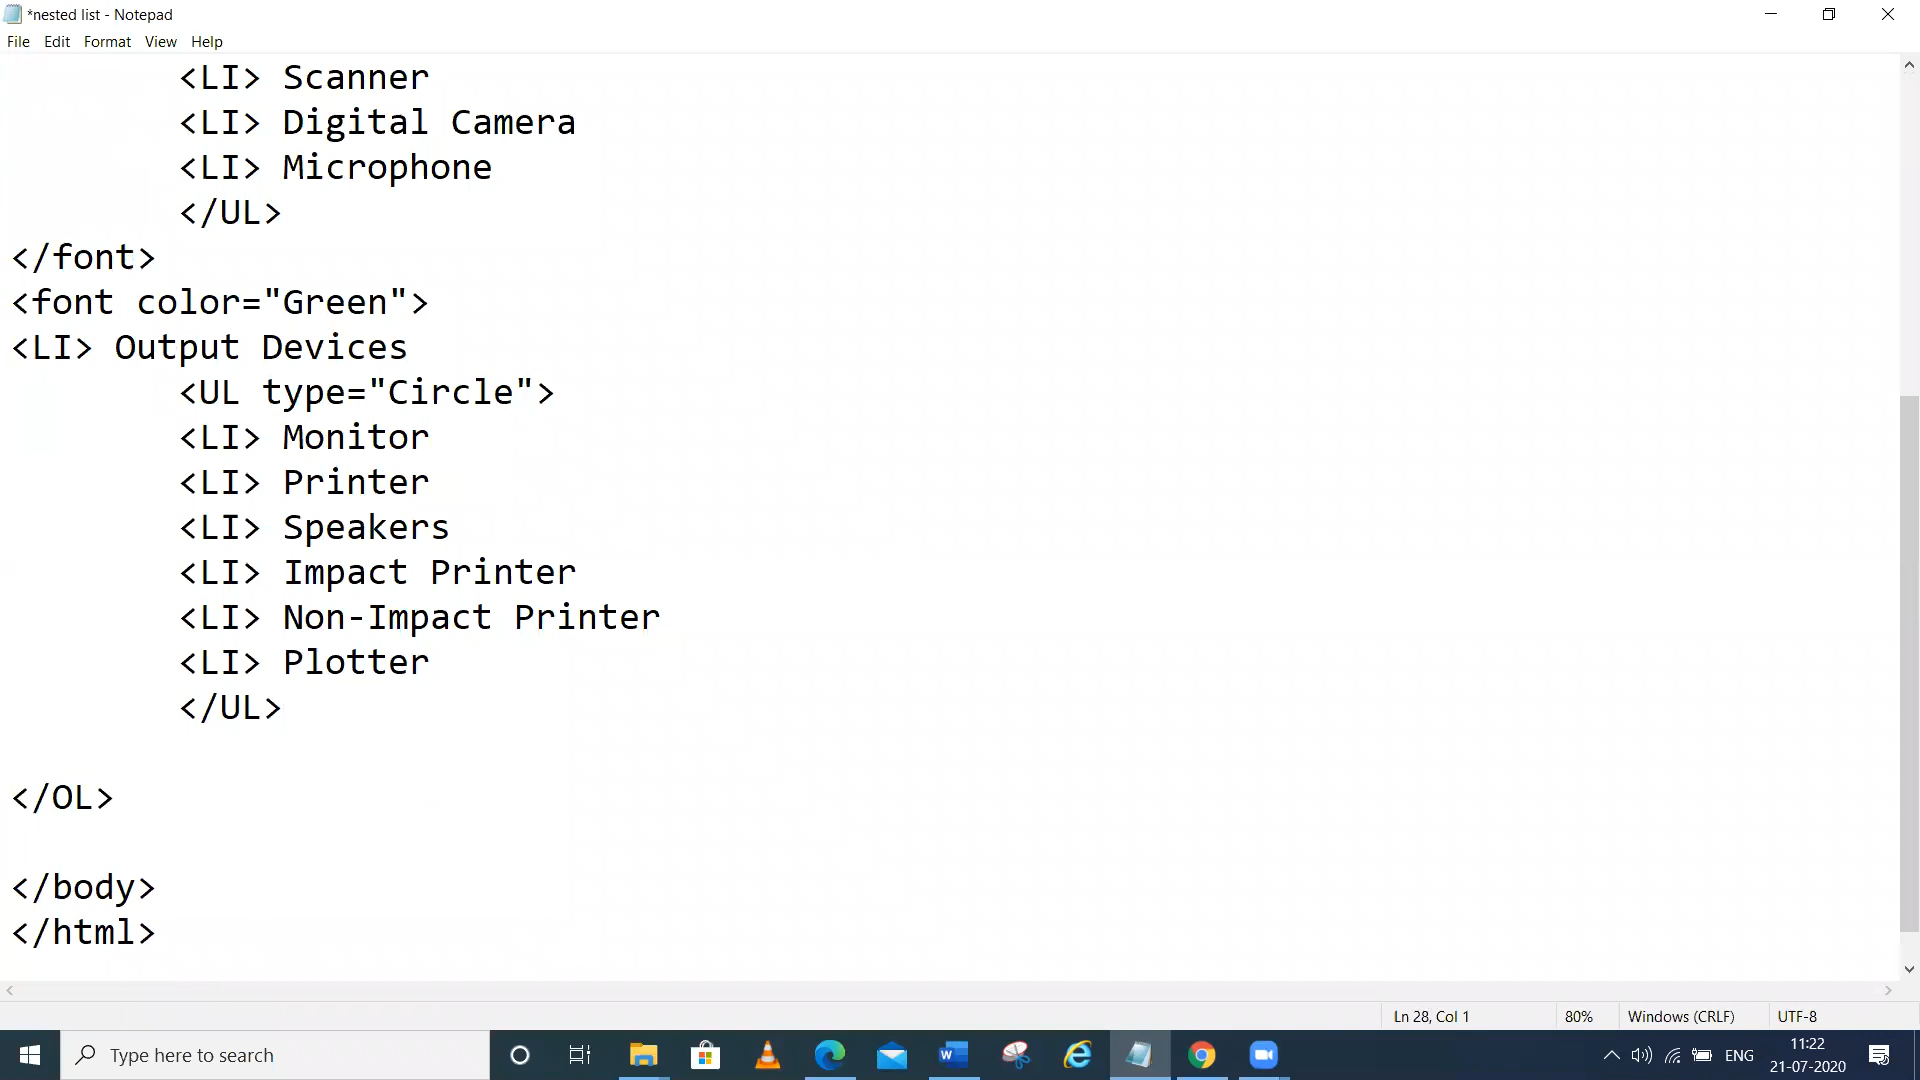 *nested list - Notepad
File Edit Format View Help
<LI> Scanner
<LI> Digital Camera
<LI> Microphone
</UL>
</font>
<font color="Green">
<LI> Output Devices
<UL type="Circle">
<LI> Monitor
<LI> Printer
<LI> Speakers
<LI> Impact Printer
<LI> Non-Impact Printer
<LI> Plotter
</UL>
</OL>
</body>
</html>
Ln 28, Col 1 80% Windows (CRLF) UTF-8
Type here to search W ENG 11:22
21-07-2020